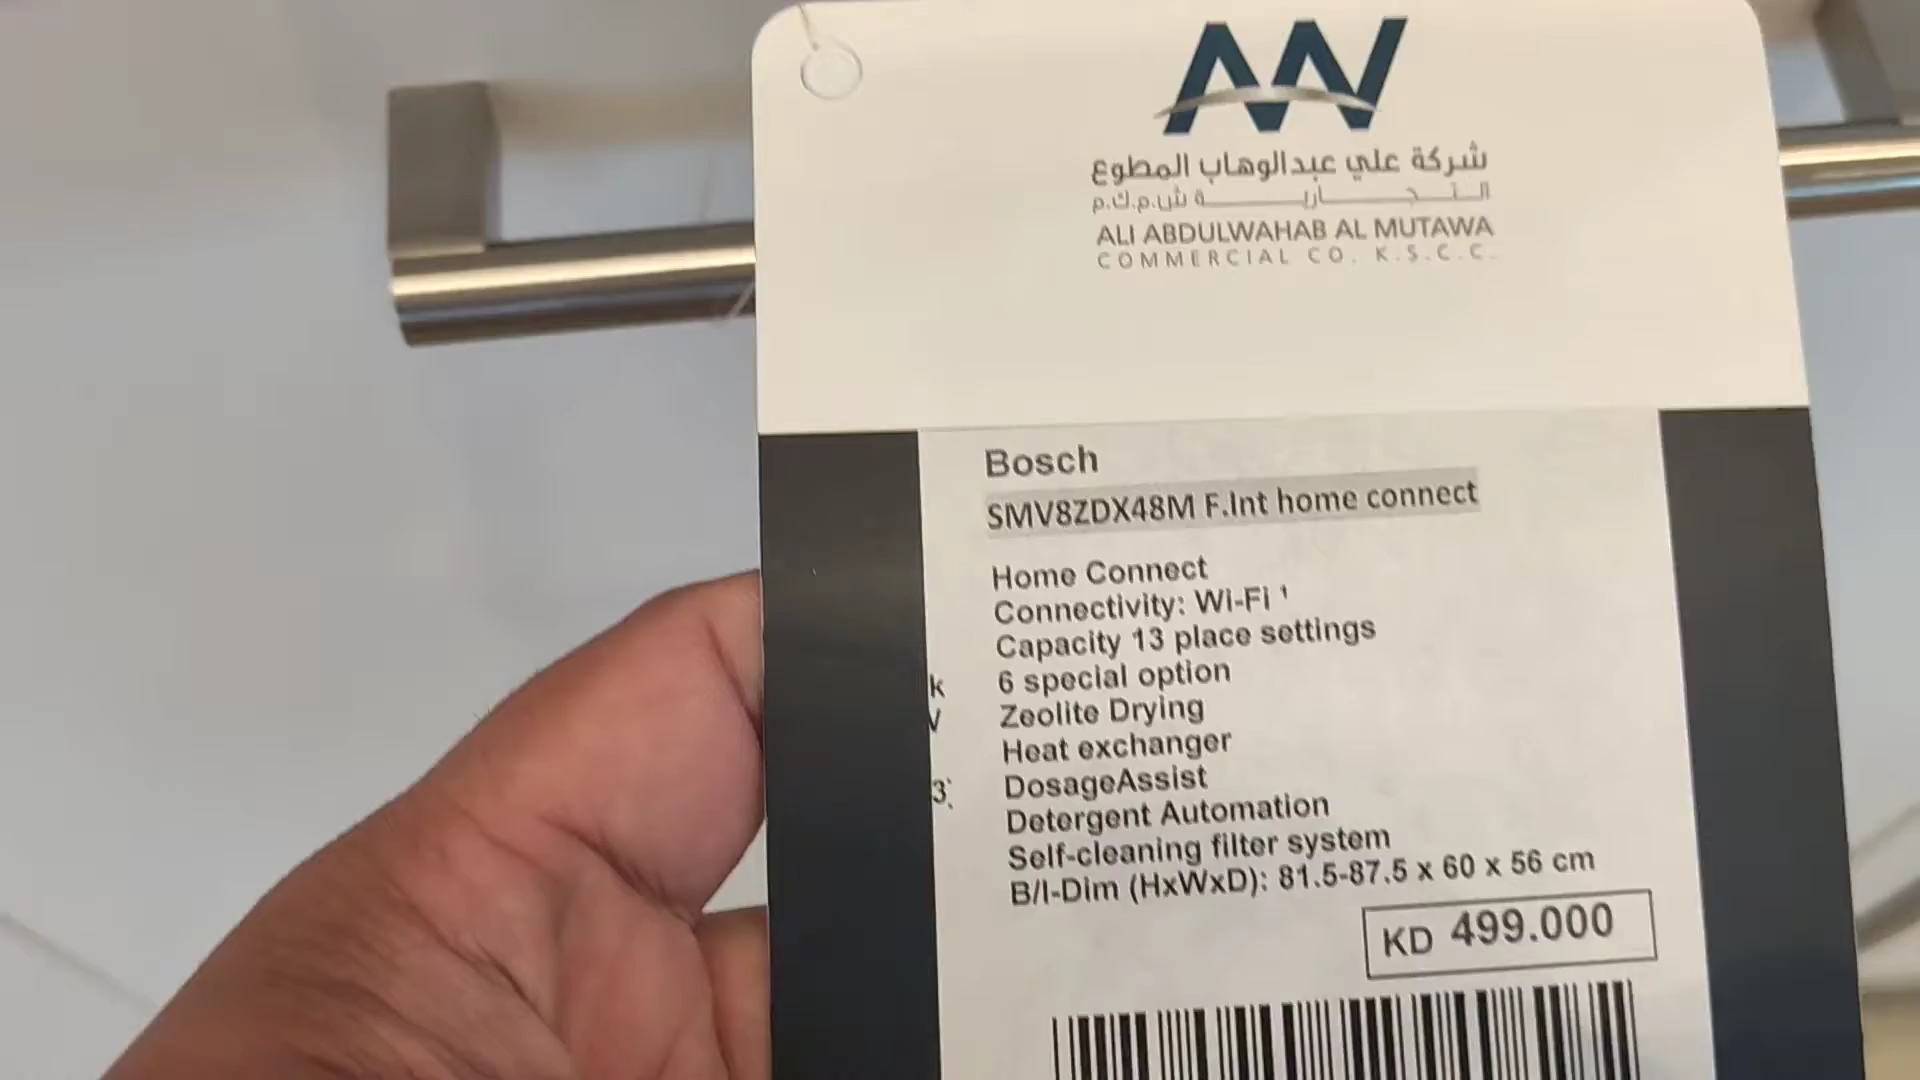 شركة علي عبدالوهاب المطوع
التجارية ش.م.ك.م
ALI ABDULWAHAB AL MUTAWA
COMMERCIAL CO. K.S.C.C.
Bosch
SMV8ZDX48M F.Int home connect
Home Connect
Connectivity: Wi-Fi ¹
Capacity 13 place settings
6 special option
Zeolite Drying
Heat exchanger
DosageAssist
Detergent Automation
Self-cleaning filter system
B/I-Dim (HxWxD): 81.5-87.5 x 60 x 56 cm
KD 499.000